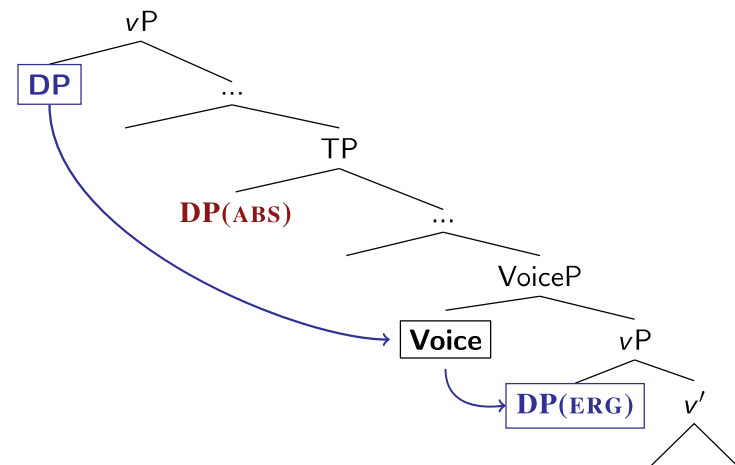 vP
DP
...
TP
DP(ABS)
...
VoiceP
Voice
vP
DP(ERG)
v′